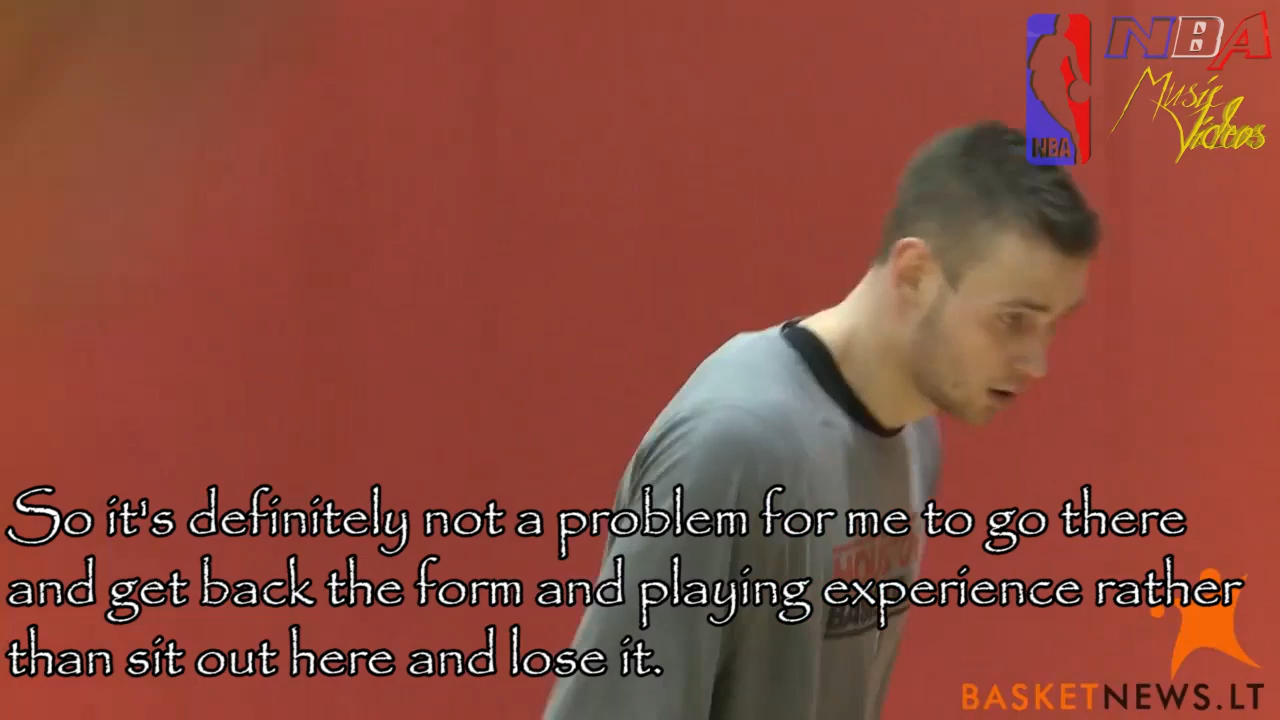 NBA
Music
Videos
NBA
So it's definitely not a problem for me to go there
and get back the form and playing experience rather
than sit out here and lose it.
HOUSTON
BASKETNEWS.LT